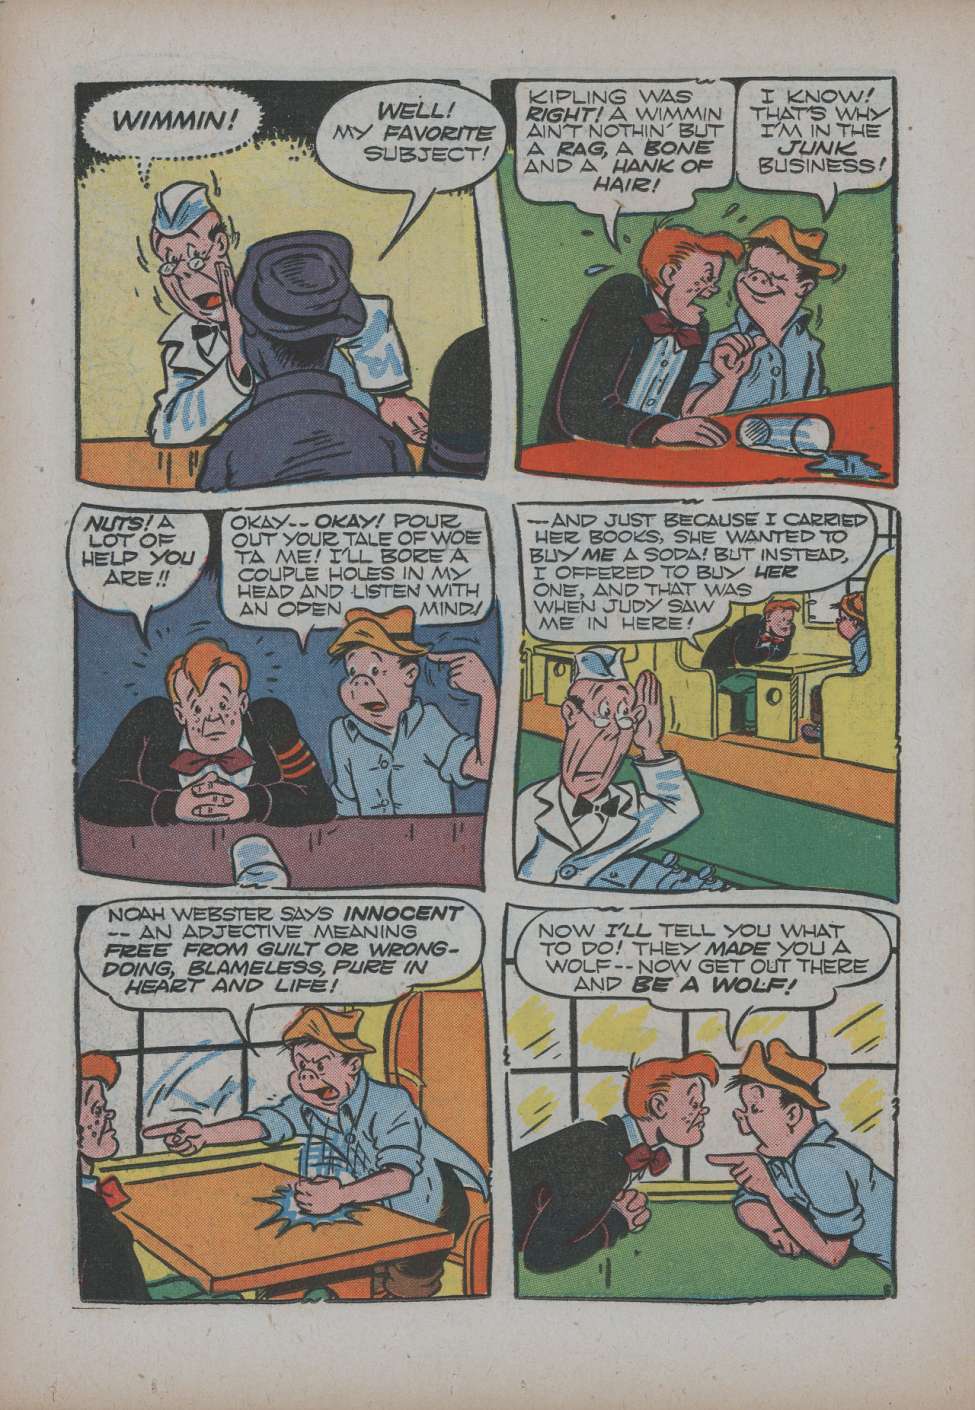 WIMMIN!
WELL!
MY FAVORITE
SUBJECT!
KIPLING WAS
RIGHT! A WIMMIN
AIN'T NOTHIN' BUT
A RAG, A BONE
AND A HANK OF
HAIR!
I KNOW!
THAT'S WHY
I'M IN THE
JUNK
BUSINESS!
NUTS! A
LOT OF
HELP YOU
ARE!!
OKAY-- OKAY! POUR
OUT YOUR TALE OF WOE
TA ME! I'LL BORE A
COUPLE HOLES IN MY
HEAD AND LISTEN WITH
AN OPEN MIND!
--AND JUST BECAUSE I CARRIED
HER BOOKS, SHE WANTED TO
BUY ME A SODA! BUT INSTEAD,
I OFFERED TO BUY HER
ONE, AND THAT WAS
WHEN JUDY SAW
ME IN HERE!
NOAH WEBSTER SAYS INNOCENT
-- AN ADJECTIVE MEANING
FREE FROM GUILT OR WRONG-
DOING, BLAMELESS, PURE IN
HEART AND LIFE!
NOW I'LL TELL YOU WHAT
TO DO! THEY MADE YOU A
WOLF-- NOW GET OUT THERE
AND BE A WOLF!